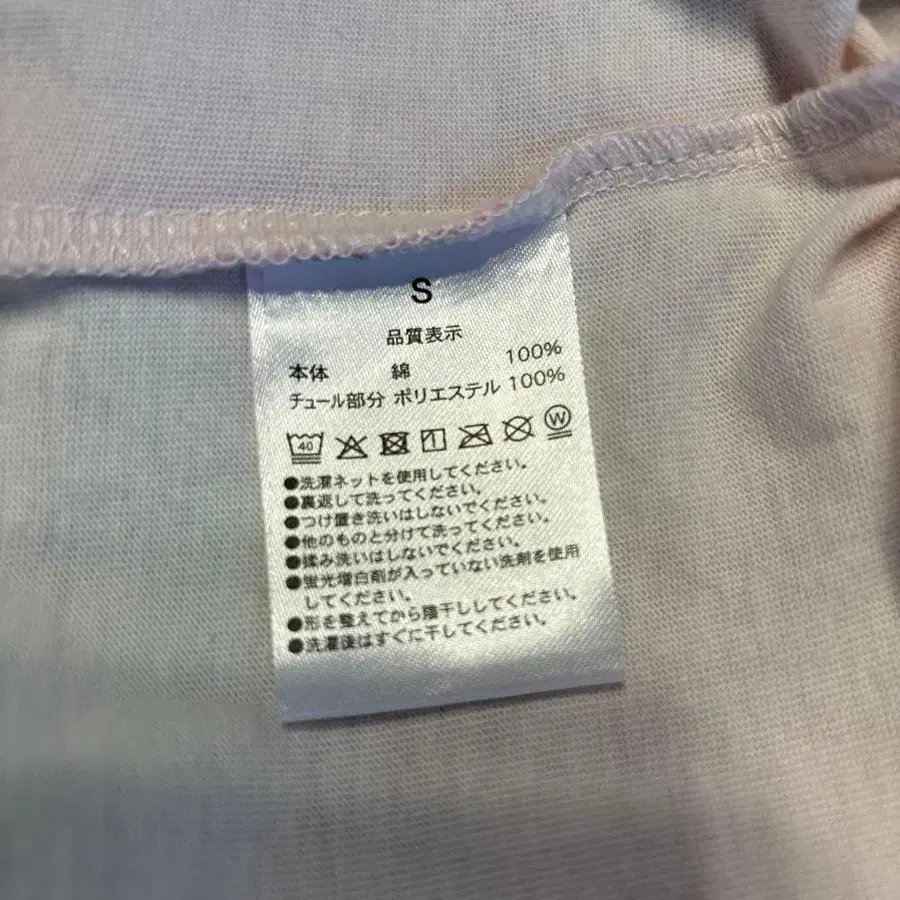 S
品質表示
本体 綿 100%
チュール部分 ポリエステル 100%
40 W
●洗濯ネットを使用してください。
●裏返して洗ってください。
●つけ置き洗いはしないでください。
●他のものと分けて洗ってください。
●揉み洗いはしないでください。
●蛍光増白剤が入っていない洗剤を使用
してください。
●形を整えてから陰干ししてください。
●洗濯後はすぐに干してください。